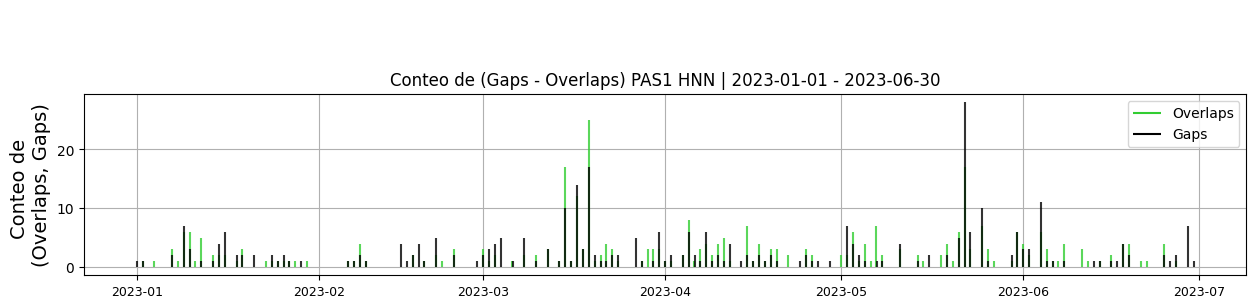 Conteo de (Gaps - Overlaps) PAS1 HNN | 2023-01-01 - 2023-06-30
Conteo de
(Overlaps, Gaps)
20
10
0
Overlaps
Gaps
2023-01
2023-02
2023-03
2023-04
2023-05
2023-06
2023-07